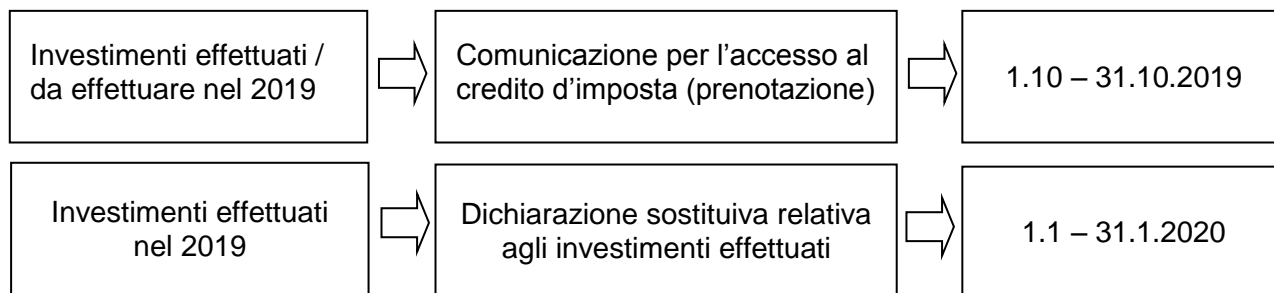 Investimenti effettuati /
da effettuare nel 2019
Comunicazione per l’accesso al
credito d’imposta (prenotazione)
1.10 – 31.10.2019
Investimenti effettuati
nel 2019
Dichiarazione sostituiva relativa
agli investimenti effettuati
1.1 – 31.1.2020